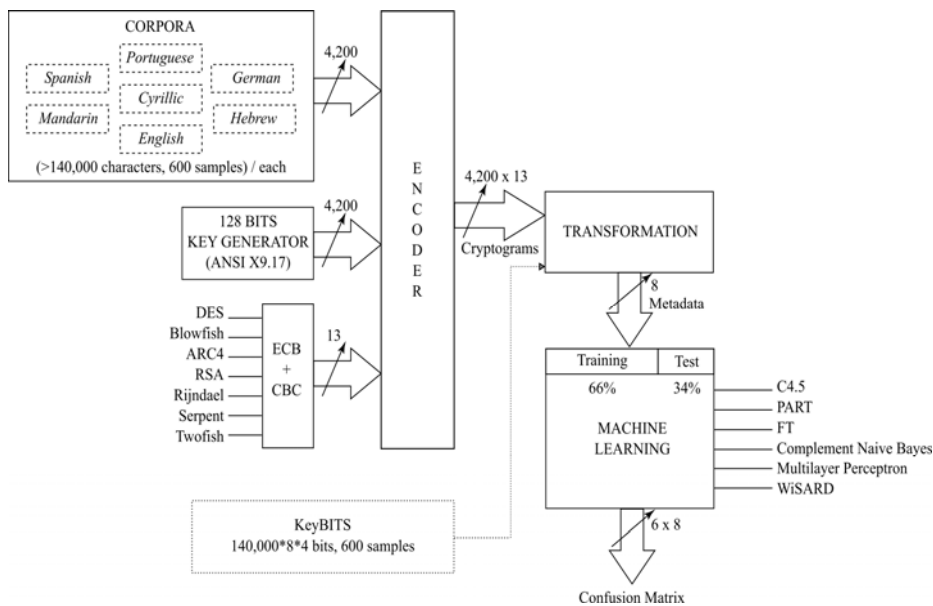 CORPORA
Portuguese
Spanish
German
Cyrillic
Mandarin
Hebrew
English
(>140,000 characters, 600 samples) / each
4,200
128 BITS
KEY GENERATOR
(ANSI X9.17)
4,200
DES
Blowfish
ARC4
RSA
Rijndael
Serpent
Twofish
ECB
+
CBC
13
E
N
C
O
D
E
R
4,200 x 13
Cryptograms
TRANSFORMATION
8
Metadata
Training
Test
66%
34%
MACHINE
LEARNING
C4.5
PART
FT
Complement Naive Bayes
Multilayer Perceptron
WiSARD
KeyBITS
140,000*8*4 bits, 600 samples
6 x 8
Confusion Matrix